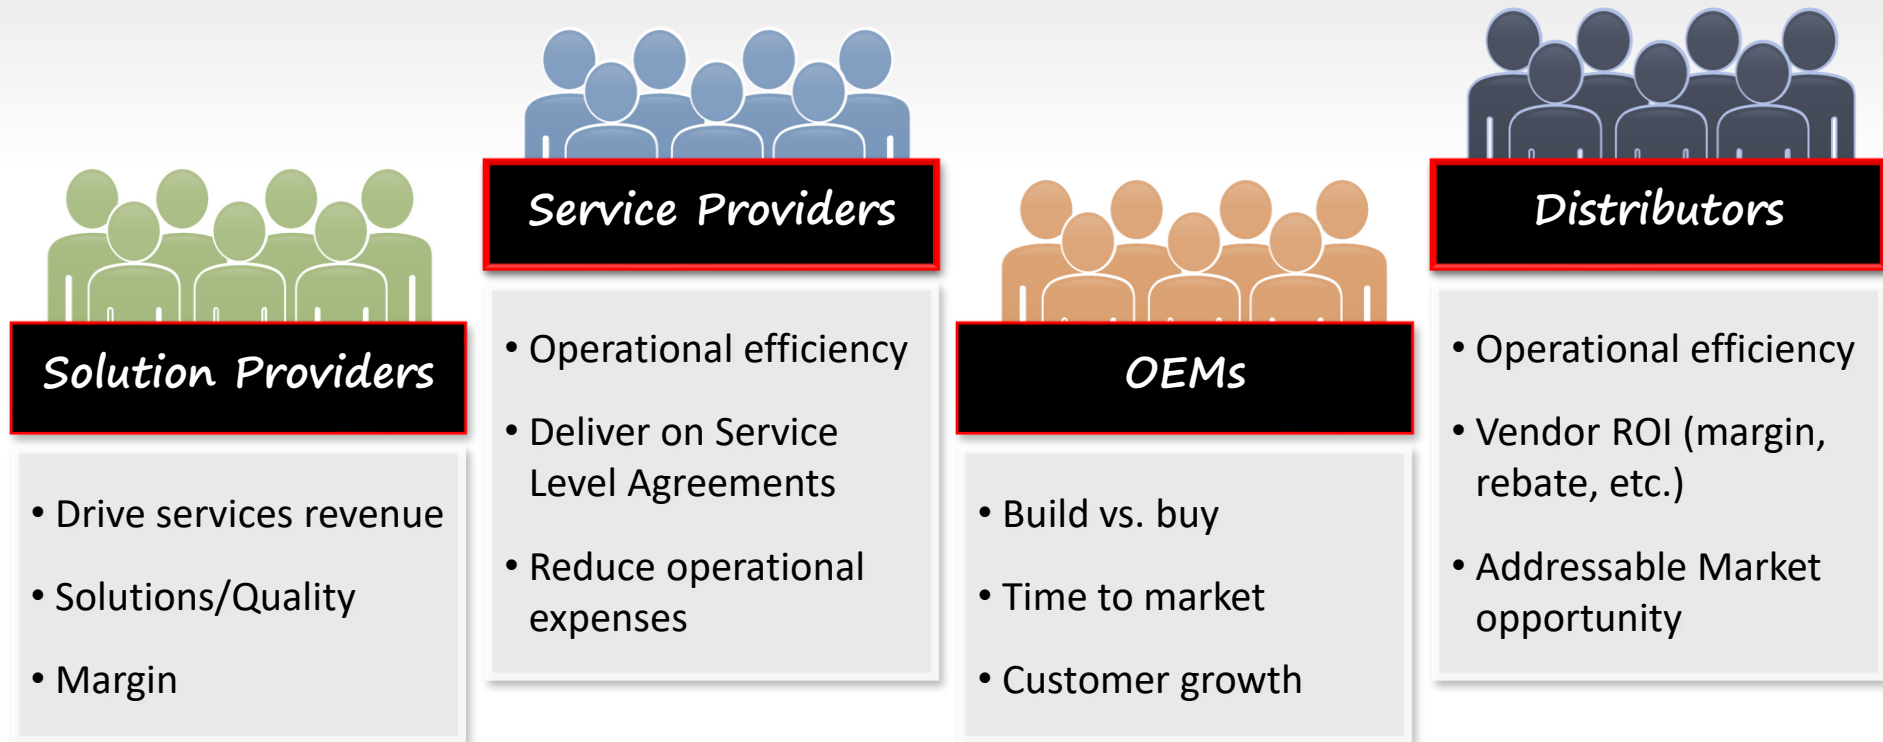 Solution Providers
• Drive services revenue
• Solutions/Quality
• Margin
Service Providers
• Operational efficiency
• Deliver on Service
Level Agreements
• Reduce operational
expenses
OEMs
• Build vs. buy
• Time to market
• Customer growth
Distributors
• Operational efficiency
• Vendor ROI (margin,
rebate, etc.)
• Addressable Market
opportunity